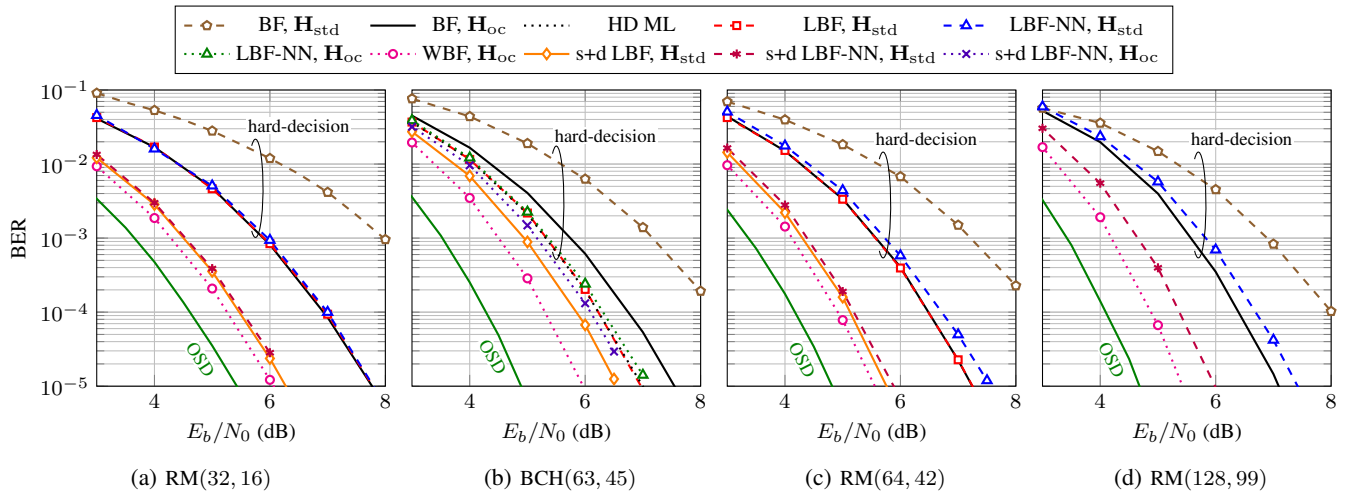 BF, H_std BF, H_oc HD ML LBF, H_std LBF-NN, H_std
LBF-NN, H_oc WBF, H_oc s+d LBF, H_std s+d LBF-NN, H_std s+d LBF-NN, H_oc
BER
10^-1
10^-2
10^-3
10^-4
10^-5
hard-decision
OSD
4 6 8
E_b/N_0 (dB)
(a) RM(32, 16)
hard-decision
OSD
4 6 8
E_b/N_0 (dB)
(b) BCH(63, 45)
hard-decision
OSD
4 6 8
E_b/N_0 (dB)
(c) RM(64, 42)
hard-decision
OSD
4 6 8
E_b/N_0 (dB)
(d) RM(128, 99)